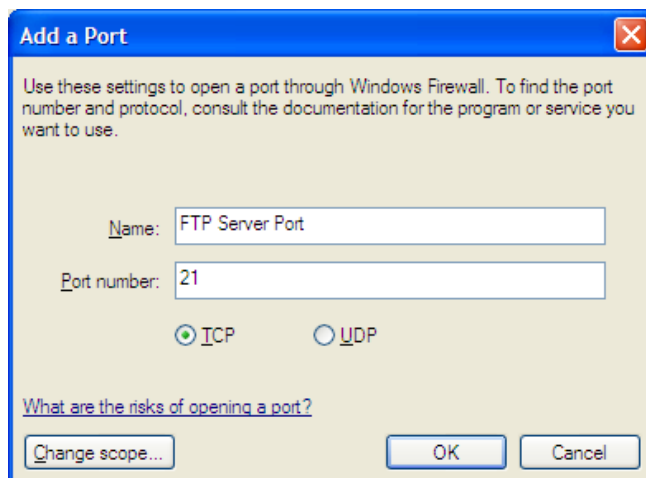 Add a Port
Use these settings to open a port through Windows Firewall. To find the port
number and protocol, consult the documentation for the program or service you
want to use.
Name: FTP Server Port
Port number: 21
TCP UDP
What are the risks of opening a port?
Change scope... OK Cancel